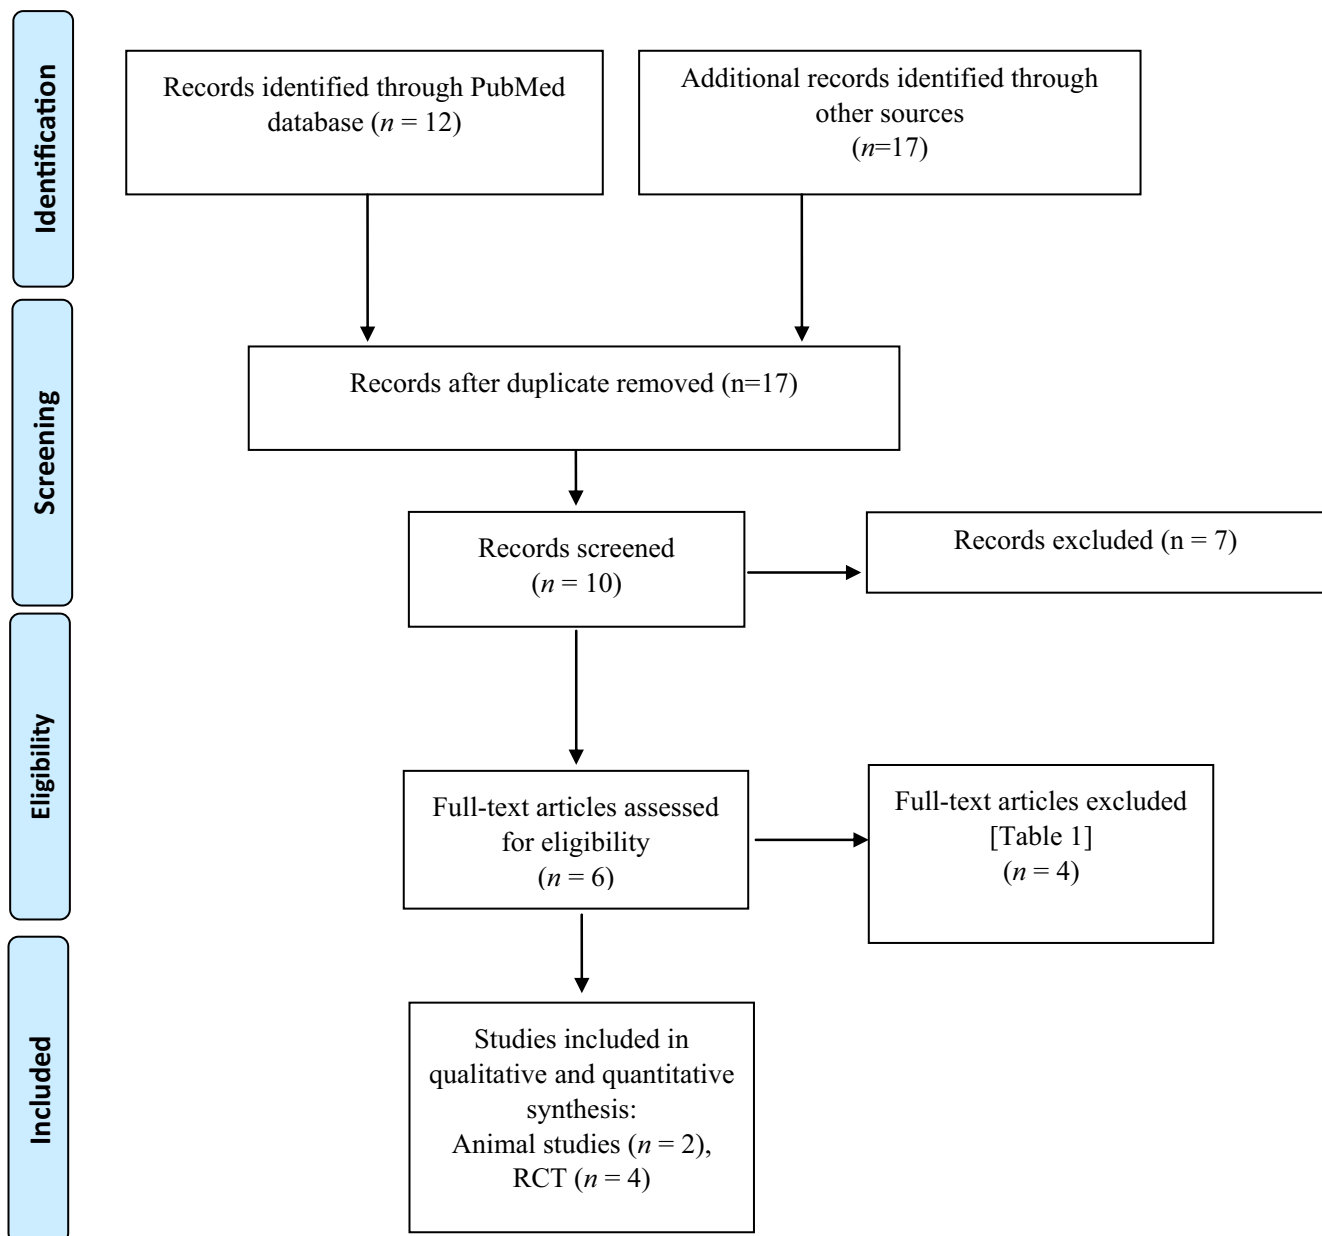 Identification
Records identified through PubMed
database (n = 12)
Additional records identified through
other sources
(n=17)
Screening
Records after duplicate removed (n=17)
Records screened
(n = 10)
Records excluded (n = 7)
Eligibility
Full-text articles assessed
for eligibility
(n = 6)
Full-text articles excluded
[Table 1]
(n = 4)
Included
Studies included in
qualitative and quantitative
synthesis:
Animal studies (n = 2),
RCT (n = 4)